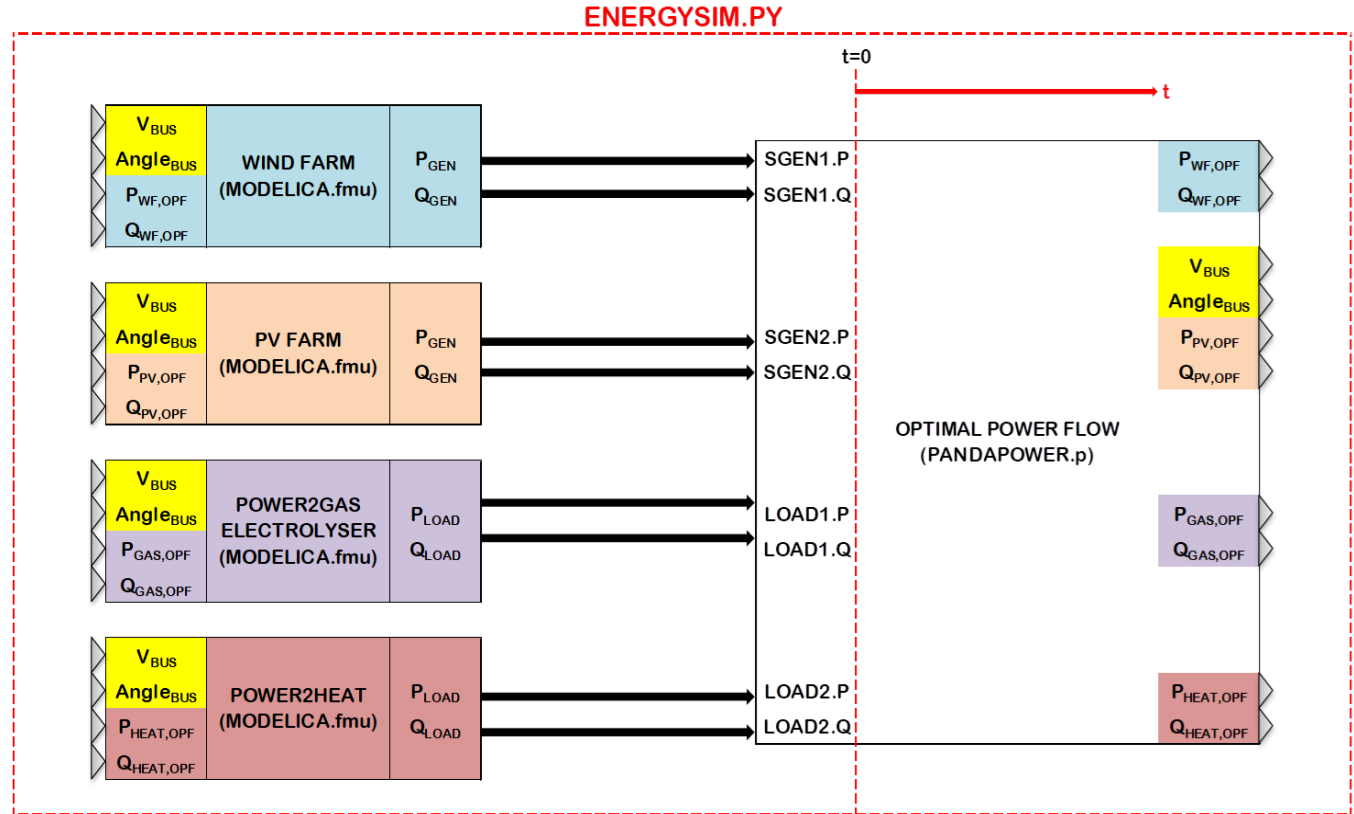 ENERGYSIM.PY
t=0
t
VBUS
AngleBUS
PWF,OPF
QWF,OPF
WIND FARM
(MODELICA.fmu)
PGEN
QGEN
SGEN1.P
SGEN1.Q
PWF,OPF
QWF,OPF
VBUS
AngleBUS
PPV,OPF
QPV,OPF
PV FARM
(MODELICA.fmu)
PGEN
QGEN
SGEN2.P
SGEN2.Q
VBUS
AngleBUS
PPV,OPF
QPV,OPF
OPTIMAL POWER FLOW
(PANDAPOWER.p)
VBUS
AngleBUS
PGAS,OPF
QGAS,OPF
POWER2GAS
ELECTROLYSER
(MODELICA.fmu)
PLOAD
QLOAD
LOAD1.P
LOAD1.Q
PGAS,OPF
QGAS,OPF
VBUS
AngleBUS
PHEAT,OPF
QHEAT,OPF
POWER2HEAT
(MODELICA.fmu)
PLOAD
QLOAD
LOAD2.P
LOAD2.Q
PHEAT,OPF
QHEAT,OPF